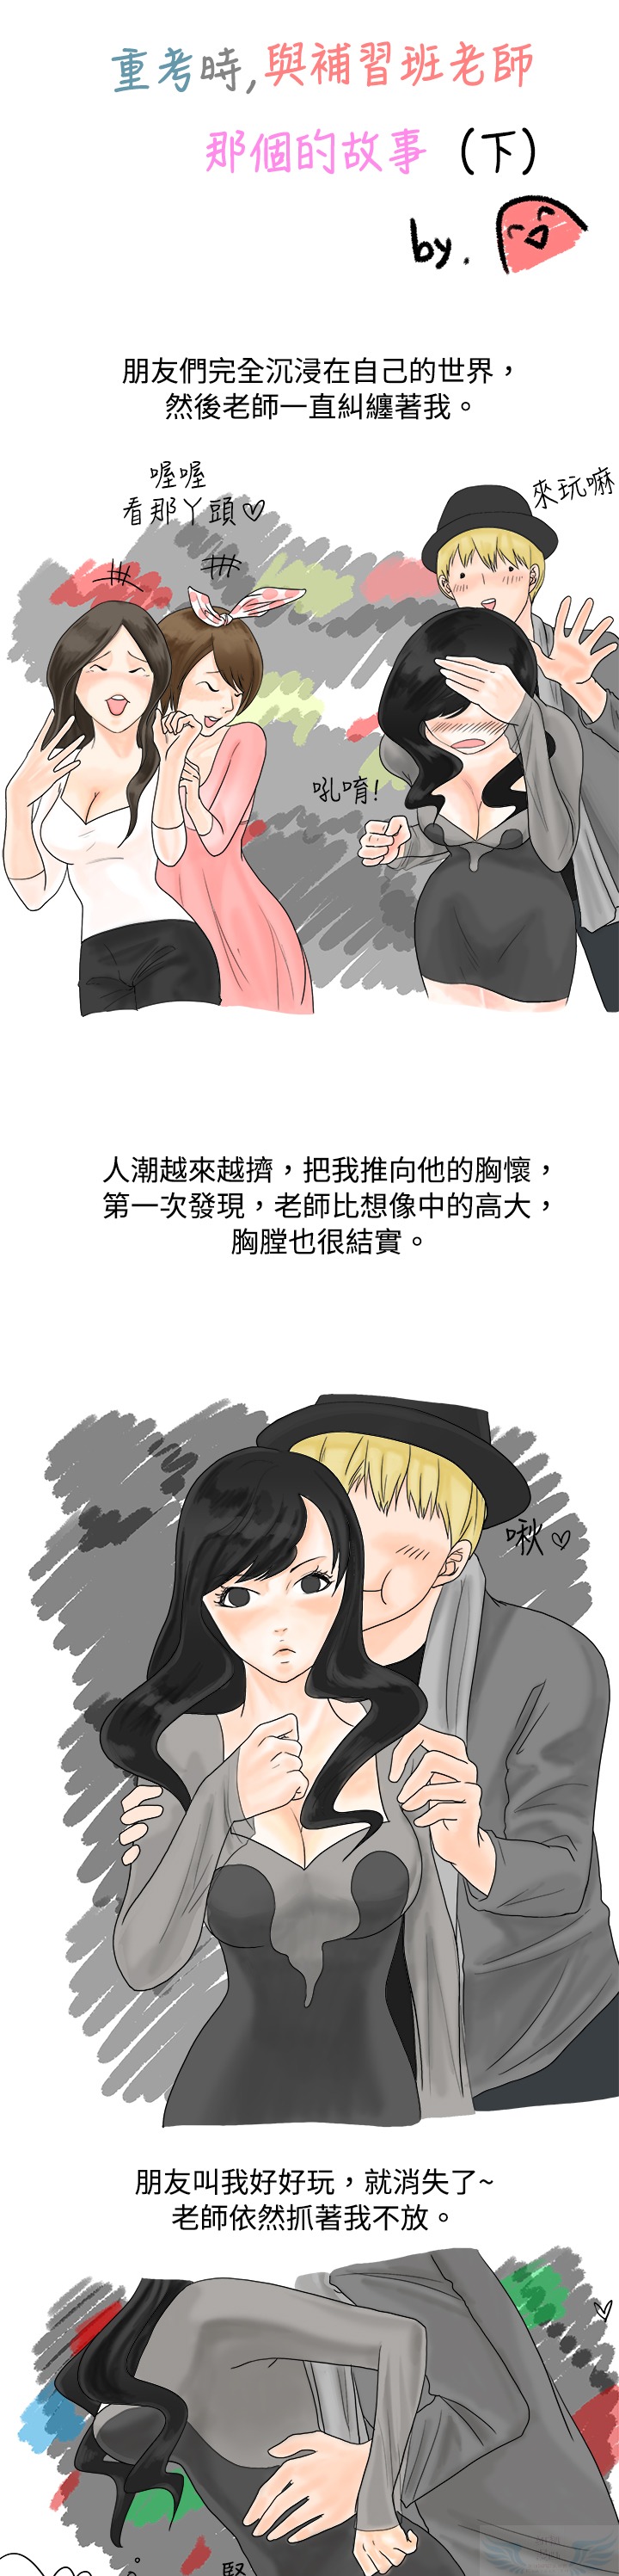 重考時,與補習班老師
那個的故事 (下)
by.
朋友們完全沉浸在自己的世界，
然後老師一直糾纏著我。
喔喔
看那丫頭♡
來玩嘛
吼唷!
人潮越來越擠，把我推向他的胸懷，
第一次發現，老師比想像中的高大，
胸膛也很結實。
啾♡
朋友叫我好好玩，就消失了~
老師依然抓著我不放。